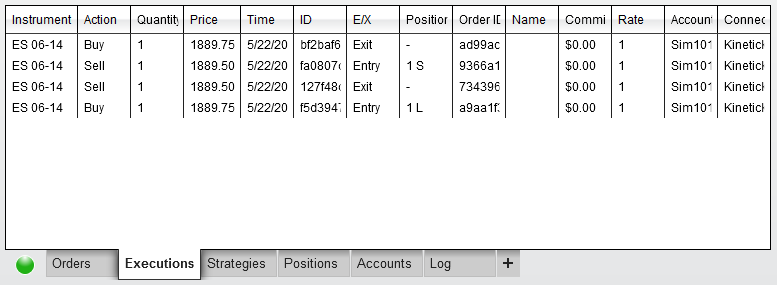 Instrument Action Quantity Price Time ID E/X Position Order ID Name Commi Rate Account Connec
ES 06-14 Buy 1 1889.75 5/22/20 bf2baf6 Exit - ad99ac $0.00 1 Sim101 Kinetick
ES 06-14 Sell 1 1889.50 5/22/20 fa0807c Entry 1 S 9366a1 $0.00 1 Sim101 Kinetick
ES 06-14 Sell 1 1889.50 5/22/20 127f48c Exit - 734396 $0.00 1 Sim101 Kinetick
ES 06-14 Buy 1 1889.75 5/22/20 f5d3947 Entry 1 L a9aa1f3 $0.00 1 Sim101 Kinetick
Orders Executions Strategies Positions Accounts Log +